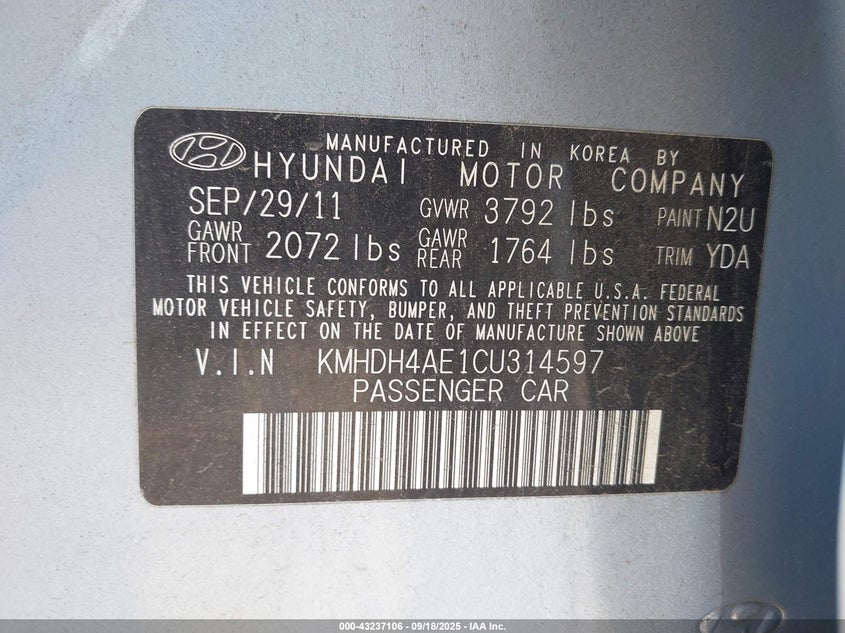 MANUFACTURED IN KOREA BY
HYUNDAI MOTOR COMPANY
SEP/29/11 GVWR 3792 lbs PAINT N2U
GAWR FRONT 2072 lbs GAWR REAR 1764 lbs TRIM YDA
THIS VEHICLE CONFORMS TO ALL APPLICABLE U.S.A. FEDERAL
MOTOR VEHICLE SAFETY, BUMPER, AND THEFT PREVENTION STANDARDS
IN EFFECT ON THE DATE OF MANUFACTURE SHOWN ABOVE
V.I.N KMHDH4AE1CU314597
PASSENGER CAR
000-43237106 - 09/18/2025 - IAA Inc.